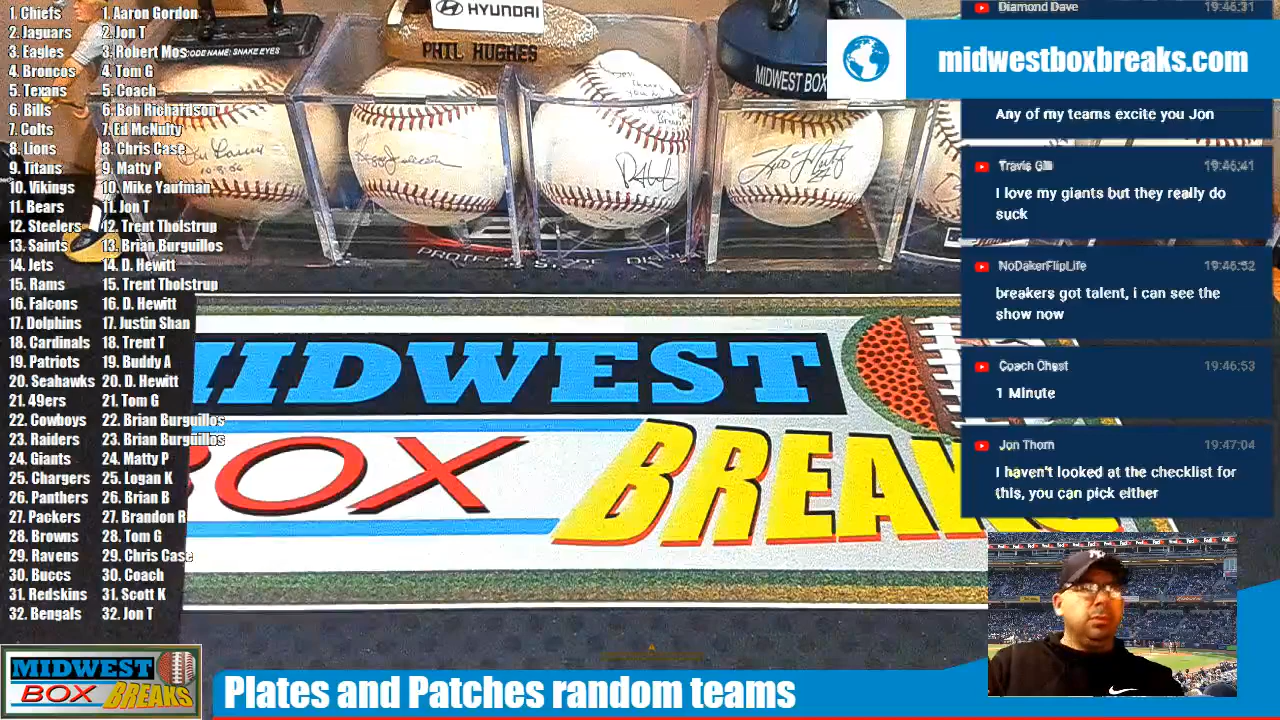 1. Chiefs 1. Aaron Gordon
2. Jaguars 2. Jon T
3. Eagles 3. Robert Mos
4. Broncos 4. Tom G
5. Texans 5. Coach
6. Bills 6. Bob Richardson
7. Colts 7. Ed McNulty
8. Lions 8. Chris Case
9. Titans 9. Matty P
10. Vikings 10. Mike Yaufman
11. Bears 11. Jon T
12. Steelers 12. Trent Tholstrup
13. Saints 13. Brian Burguillos
14. Jets 14. D. Hewitt
15. Rams 15. Trent Tholstrup
16. Falcons 16. D. Hewitt
17. Dolphins 17. Justin Shan
18. Cardinals 18. Trent T
19. Patriots 19. Buddy A
20. Seahawks 20. D. Hewitt
21. 49ers 21. Tom G
22. Cowboys 22. Brian Burguillos
23. Raiders 23. Brian Burguillos
24. Giants 24. Matty P
25. Chargers 25. Logan K
26. Panthers 26. Brian B
27. Packers 27. Brandon R
28. Browns 28. Tom G
29. Ravens 29. Chris Case
30. Buccs 30. Coach
31. Redskins 31. Scott K
32. Bengals 32. Jon T
CODE NAME: SNAKE EYES
HYUNDAI
PHIL HUGHES
MIDWEST BOX
MIDWEST
BOX
BREA
Diamond Dave 19:46:31
midwestboxbreaks.com
Any of my teams excite you Jon
Travis Gill 19:46:41
I love my giants but they really do
suck
NoDakerFlipLife 19:46:52
breakers got talent, i can see the
show now
Coach Chest 19:46:53
1 Minute
Jon Thorn 19:47:04
I haven't looked at the checklist for
this, you can pick either
MIDWEST
BOX BREAKS
Plates and Patches random teams